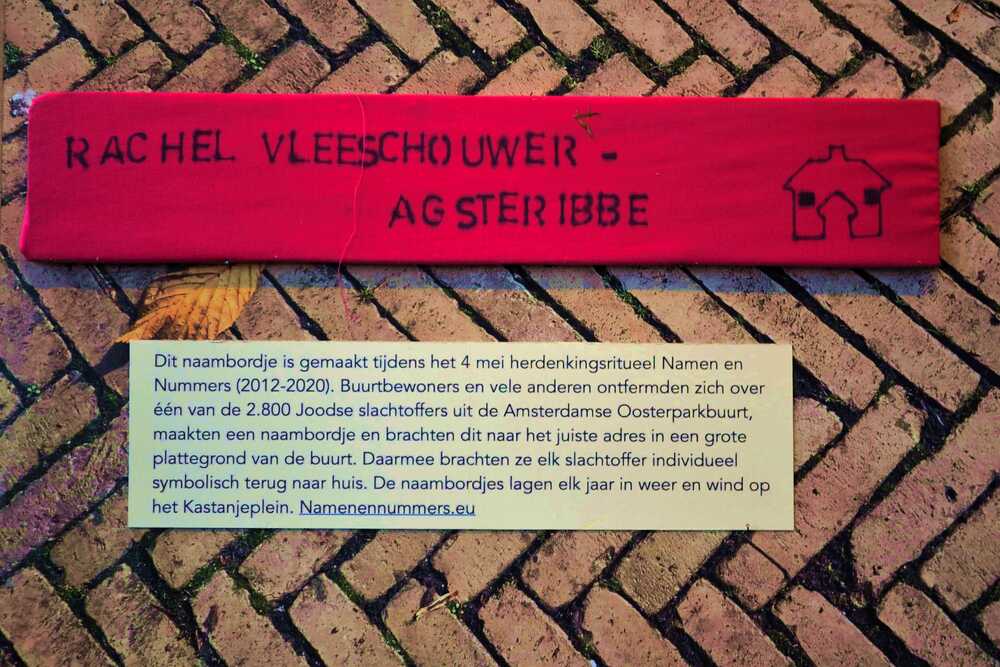 RACHEL VLEESCHOUWER -
AGSTERIBBE
Dit naambordje is gemaakt tijdens het 4 mei herdenkingsritueel Namen en
Nummers (2012-2020). Buurtbewoners en vele anderen ontfermden zich over
één van de 2.800 Joodse slachtoffers uit de Amsterdamse Oosterparkbuurt,
maakten een naambordje en brachten dit naar het juiste adres in een grote
plattegrond van de buurt. Daarmee brachten ze elk slachtoffer individueel
symbolisch terug naar huis. De naambordjes lagen elk jaar in weer en wind op
het Kastanjeplein. Namenennummers.eu